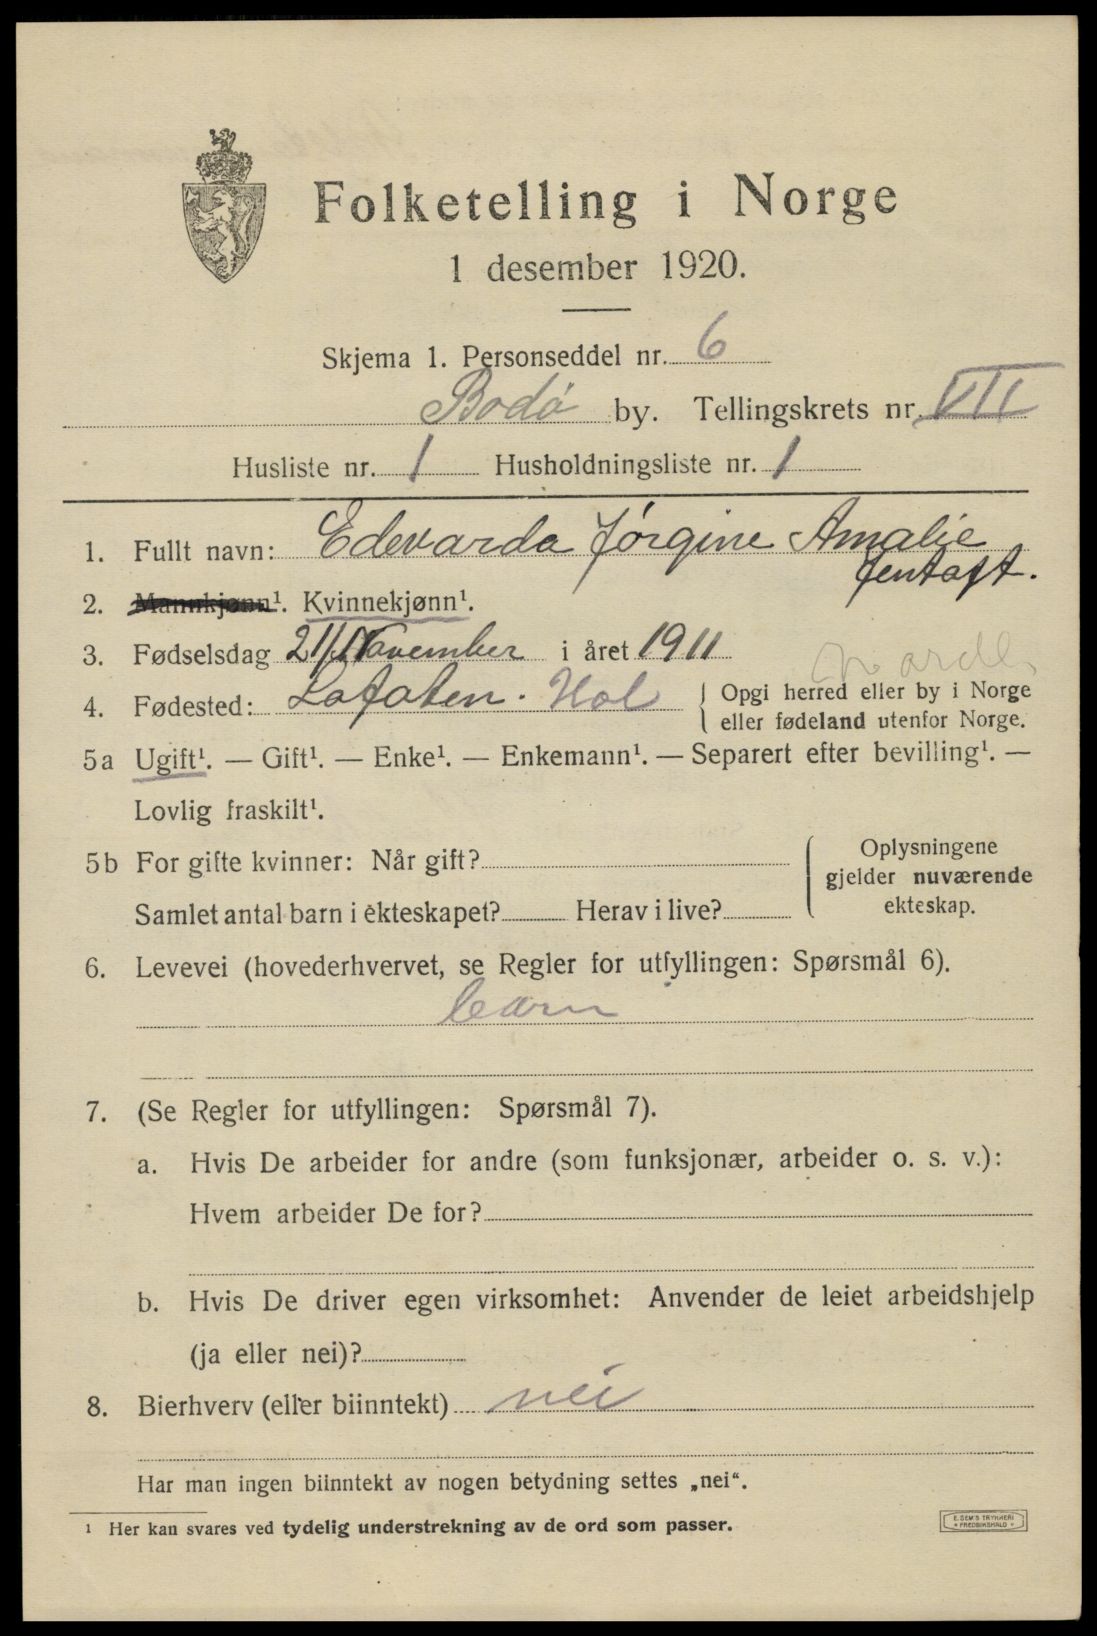 Folketelling i Norge
1 desember 1920.
Skjema 1. Personseddel nr. 6
Bodø by. Tellingskrets nr. VII
Husliste nr. 1 Husholdningsliste nr. 1
1. Fullt navn: Edevarda Jørgine Amalie
Jentoft.
2. Mannkjønn¹. Kvinnekjønn¹.
3. Fødselsdag 21/11 November i året 1911
4. Fødested: Lofoten. Hol { Opgi herred eller by i Norge
eller fødeland utenfor Norge.
5a Ugift¹. — Gift¹. — Enke¹. — Enkemann¹. — Separert efter bevilling¹. —
Lovlig fraskilt¹.
5b For gifte kvinner: Når gift?
Samlet antal barn i ekteskapet? Herav i live?
Oplysningene
gjelder nuværende
ekteskap.
6. Levevei (hovederhvervet, se Regler for utfyllingen: Spørsmål 6).
barn
7. (Se Regler for utfyllingen: Spørsmål 7).
a. Hvis De arbeider for andre (som funksjonær, arbeider o. s. v.):
Hvem arbeider De for?
b. Hvis De driver egen virksomhet: Anvender de leiet arbeidshjelp
(ja eller nei)?
8. Bierhverv (eller biinntekt) nei
Har man ingen biinntekt av nogen betydning settes „nei“.
¹ Her kan svares ved tydelig understrekning av de ord som passer.
E. SEM'S TRYKKERI
* FREDRIKSHALD *